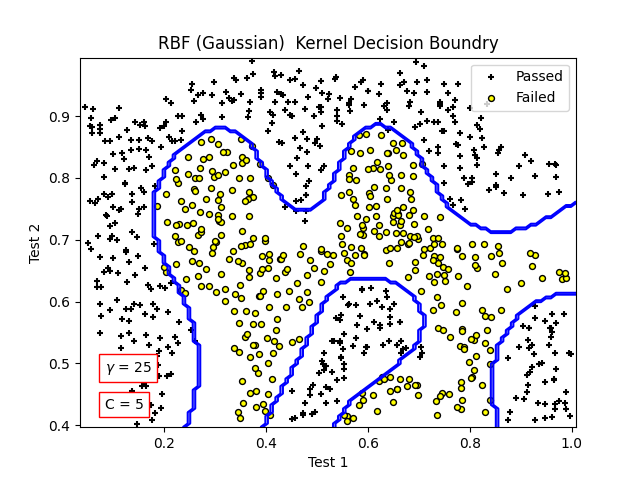 RBF (Gaussian)  Kernel Decision Boundry
Passed
Failed
Test 2
0.9
0.8
0.7
0.6
0.5
0.4
γ = 25
C = 5
0.2
0.4
0.6
0.8
1.0
Test 1